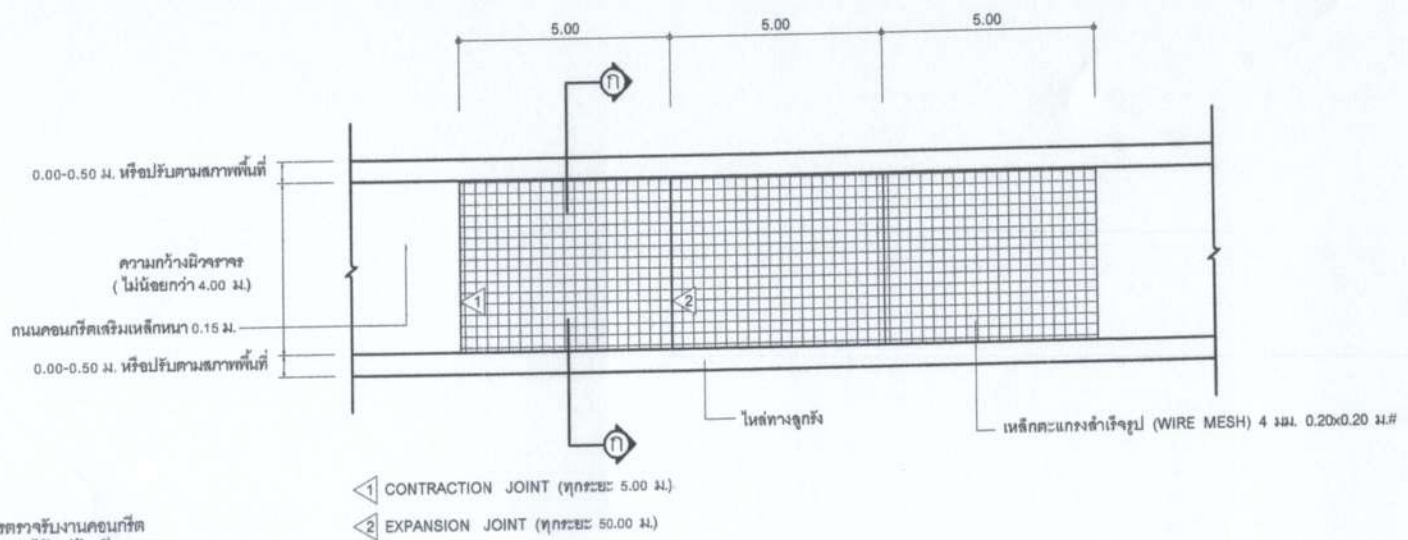 5.00 5.00 5.00
ก
0.00-0.50 ม. หรือปรับตามสภาพพื้นที่
ความกว้างผิวจราจร
( ไม่น้อยกว่า 4.00 ม.)
1 2
ถนนคอนกรีตเสริมเหล็กหนา 0.15 ม.
0.00-0.50 ม. หรือปรับตามสภาพพื้นที่
ไหล่ทางลูกรัง
เหล็กตะแกรงสำเร็จรูป (WIRE MESH) 4 มม. 0.20x0.20 ม.#
ก
1 CONTRACTION JOINT (ทุกระยะ 5.00 ม.)
2 EXPANSION JOINT (ทุกระยะ 50.00 ม.)
รตรวจรับงานคอนกรีต